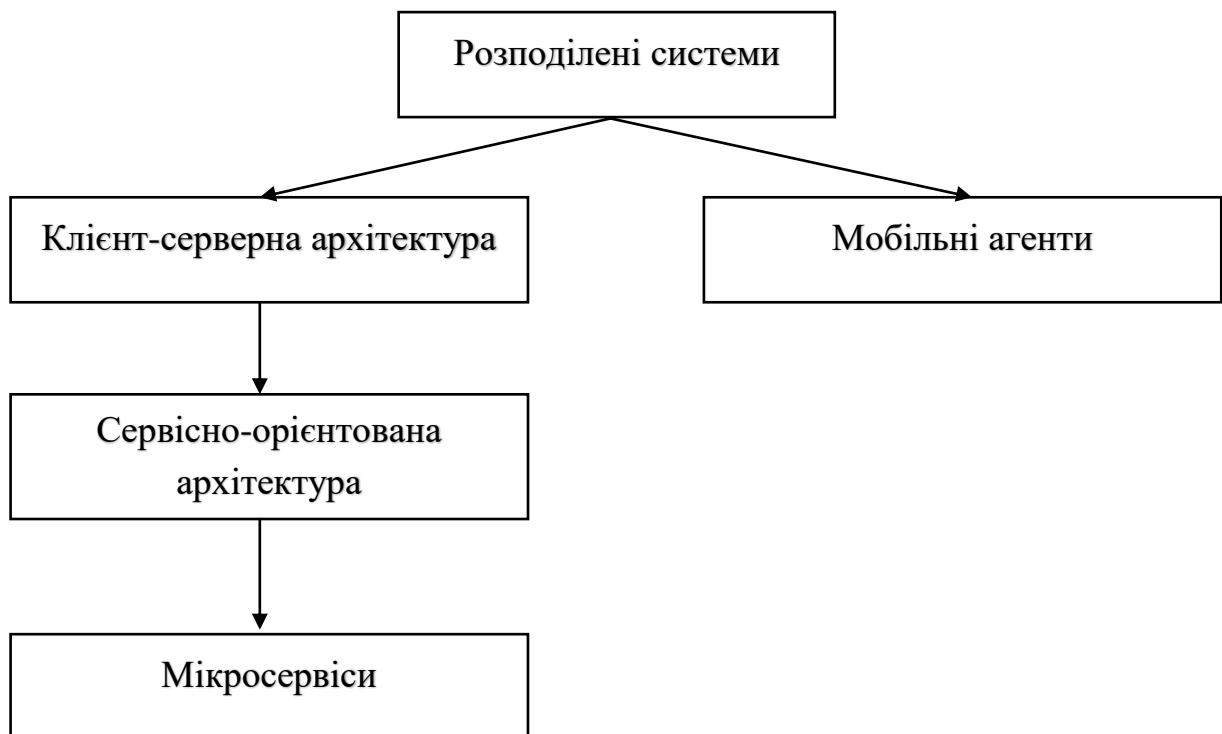 Розподілені системи
Клієнт-серверна архітектура
Мобільні агенти
Сервісно-орієнтована
архітектура
Мікросервіси